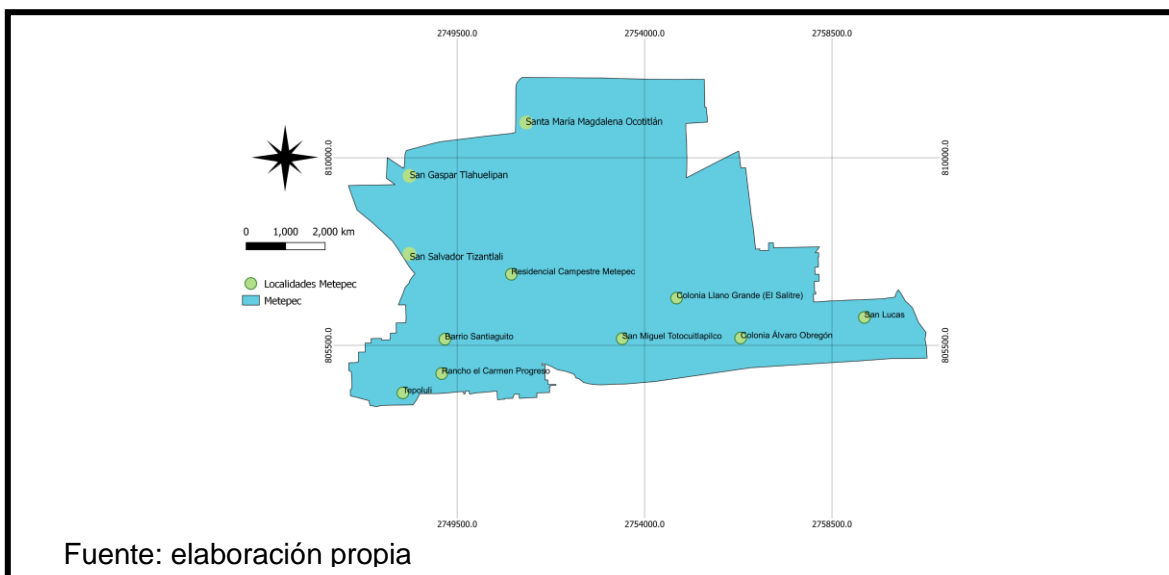 2749500.0 2754000.0 2758500.0
Santa María Magdalena Ocotitlán
810000.0 810000.0
San Gaspar Tlahuelipan
0 1,000 2,000 km
San Salvador Tizantlali
Residencial Campestre Metepec
Localidades Metepec
Metepec
Colonia Llano Grande (El Salitre)
San Lucas
Barrio Santiaguito
San Miguel Totocuitlapilco
Colonia Álvaro Obregón
805500.0 805500.0
Rancho el Carmen Progreso
Tepoluli
2749500.0 2754000.0 2758500.0
Fuente: elaboración propia